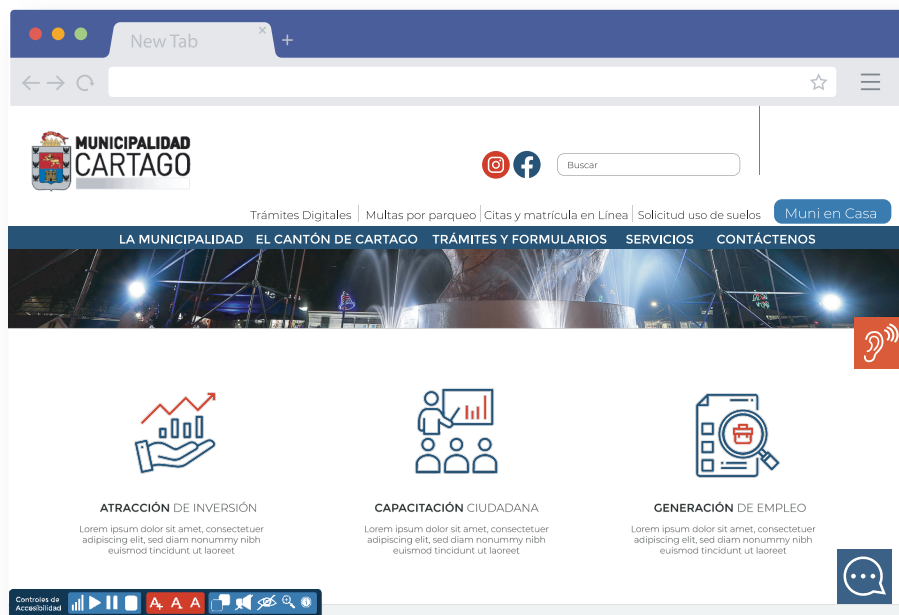 New Tab
MUNICIPALIDAD
CARTAGO
Buscar
Trámites Digitales Multas por parqueo Citas y matrícula en Línea Solicitud uso de suelos Muni en Casa
LA MUNICIPALIDAD EL CANTÓN DE CARTAGO TRÁMITES Y FORMULARIOS SERVICIOS CONTÁCTENOS
ATRACCIÓN DE INVERSIÓN
Lorem ipsum dolor sit amet, consectetuer
adipiscing elit, sed diam nonummy nibh
euismod tincidunt ut laoreet
CAPACITACIÓN CIUDADANA
Lorem ipsum dolor sit amet, consectetuer
adipiscing elit, sed diam nonummy nibh
euismod tincidunt ut laoreet
GENERACIÓN DE EMPLEO
Lorem ipsum dolor sit amet, consectetuer
adipiscing elit, sed diam nonummy nibh
euismod tincidunt ut laoreet
Controles de
Accesibilidad
A+ A A